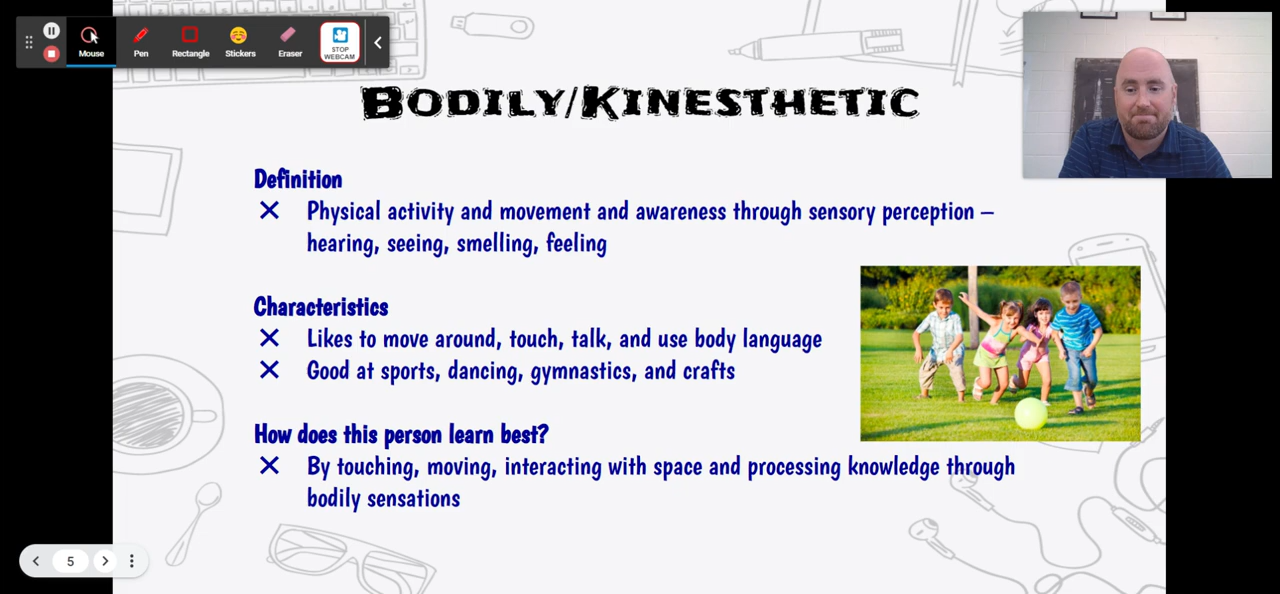 Mouse
Pen
Rectangle
Stickers
Eraser
STOP
WEBCAM
BODILY/KINESTHETIC
Definition
✕ Physical activity and movement and awareness through sensory perception –
hearing, seeing, smelling, feeling
Characteristics
✕ Likes to move around, touch, talk, and use body language
✕ Good at sports, dancing, gymnastics, and crafts
How does this person learn best?
✕ By touching, moving, interacting with space and processing knowledge through
bodily sensations
5